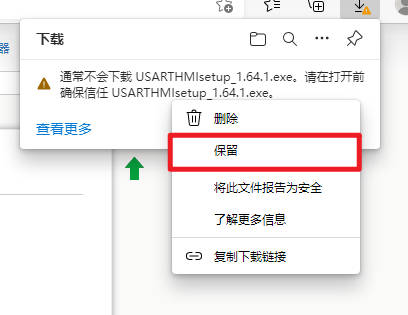 下载
器
通常不会下载 USARTHMIsetup_1.64.1.exe。请在打开前
确保信任 USARTHMIsetup_1.64.1.exe。
查看更多
删除
保留
将此文件报告为安全
了解更多信息
复制下载链接